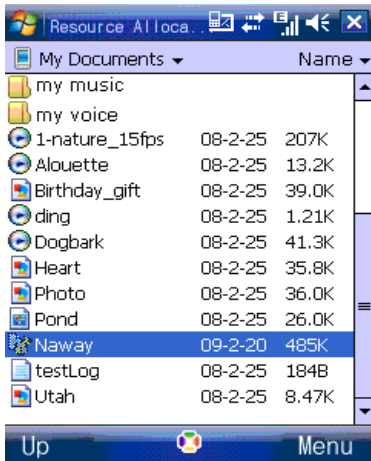 Resource Alloca..
E
My Documents Name
my music
my voice
1-nature_15fps 08-2-25 207K
Alouette 08-2-25 13.2K
Birthday_gift 08-2-25 39.0K
ding 08-2-25 1.21K
Dogbark 08-2-25 41.3K
Heart 08-2-25 35.8K
Photo 08-2-25 36.0K
Pond 08-2-25 26.0K
Naway 09-2-20 485K
testLog 08-2-25 184B
Utah 08-2-25 8.47K
Up Menu